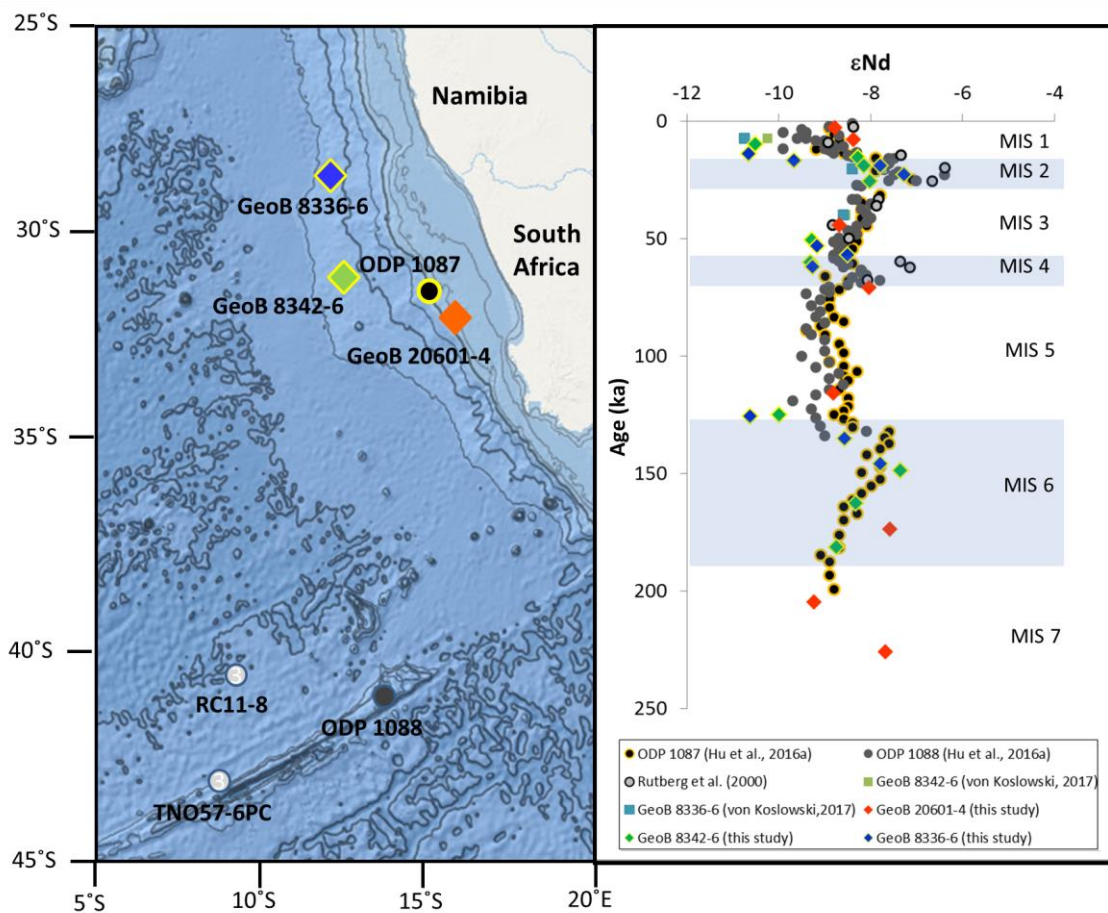 25˚S
30˚S
35˚S
40˚S
45˚S
5˚S
10˚S
15˚S
20˚E
Namibia
South
Africa
GeoB 8336-6
ODP 1087
GeoB 8342-6
GeoB 20601-4
RC11-8
ODP 1088
TNO57-6PC
εNd
-12 -10 -8 -6 -4
Age (ka)
0
50
100
150
200
250
MIS 1
MIS 2
MIS 3
MIS 4
MIS 5
MIS 6
MIS 7
ODP 1087 (Hu et al., 2016a) ODP 1088 (Hu et al., 2016a)
Rutberg et al. (2000) GeoB 8342-6 (von Koslowski, 2017)
GeoB 8336-6 (von Koslowski,2017) GeoB 20601-4 (this study)
GeoB 8342-6 (this study) GeoB 8336-6 (this study)